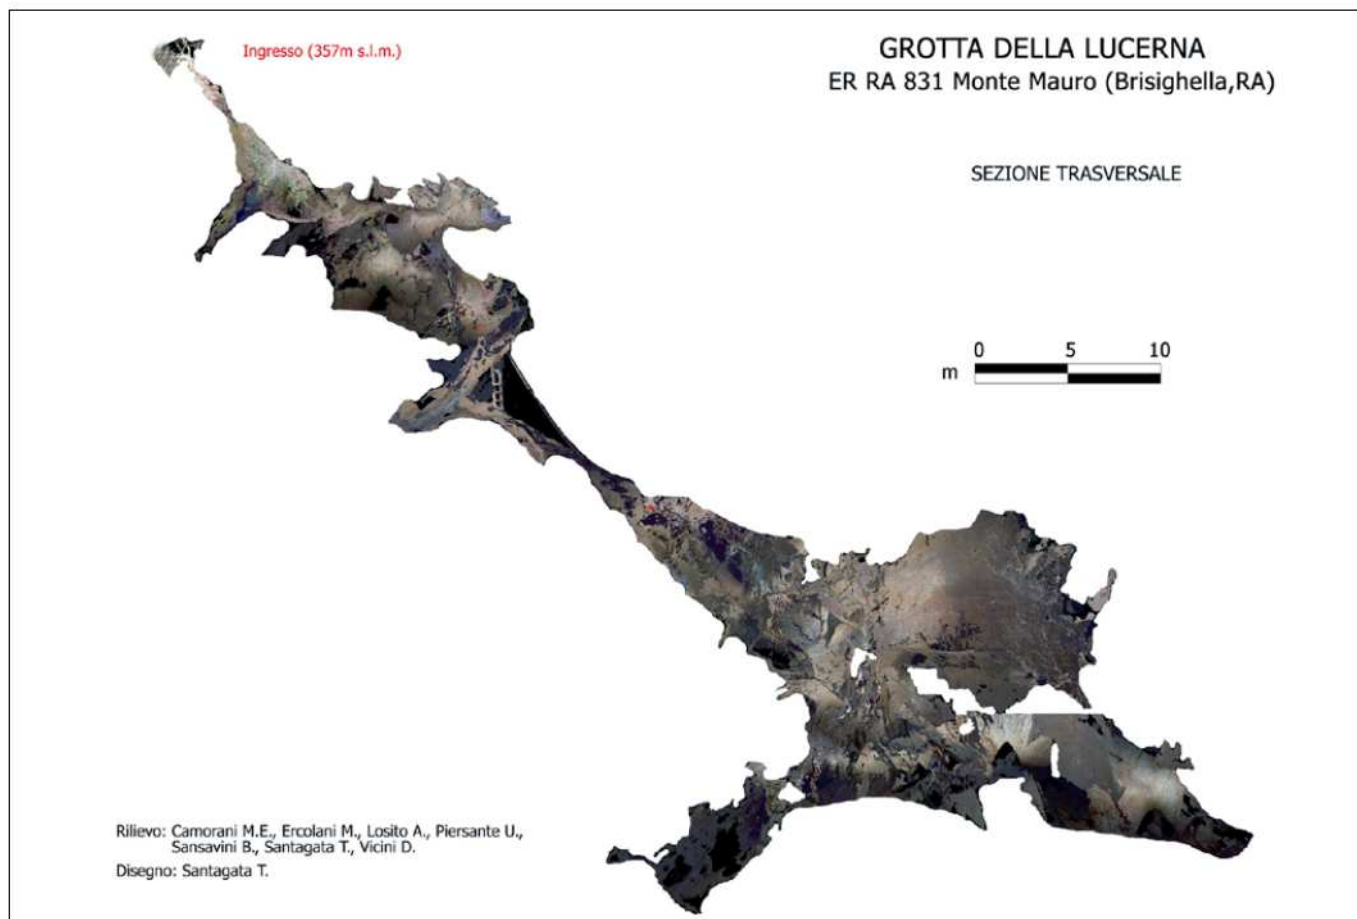 Ingresso (357m s.l.m.)
GROTTA DELLA LUCERNA
ER RA 831 Monte Mauro (Brisighella,RA)
SEZIONE TRASVERSALE
0 5 10
m
Rilievo: Camorani M.E., Ercolani M., Losito A., Piersante U.,
Sansavini B., Santagata T., Vicini D.
Disegno: Santagata T.